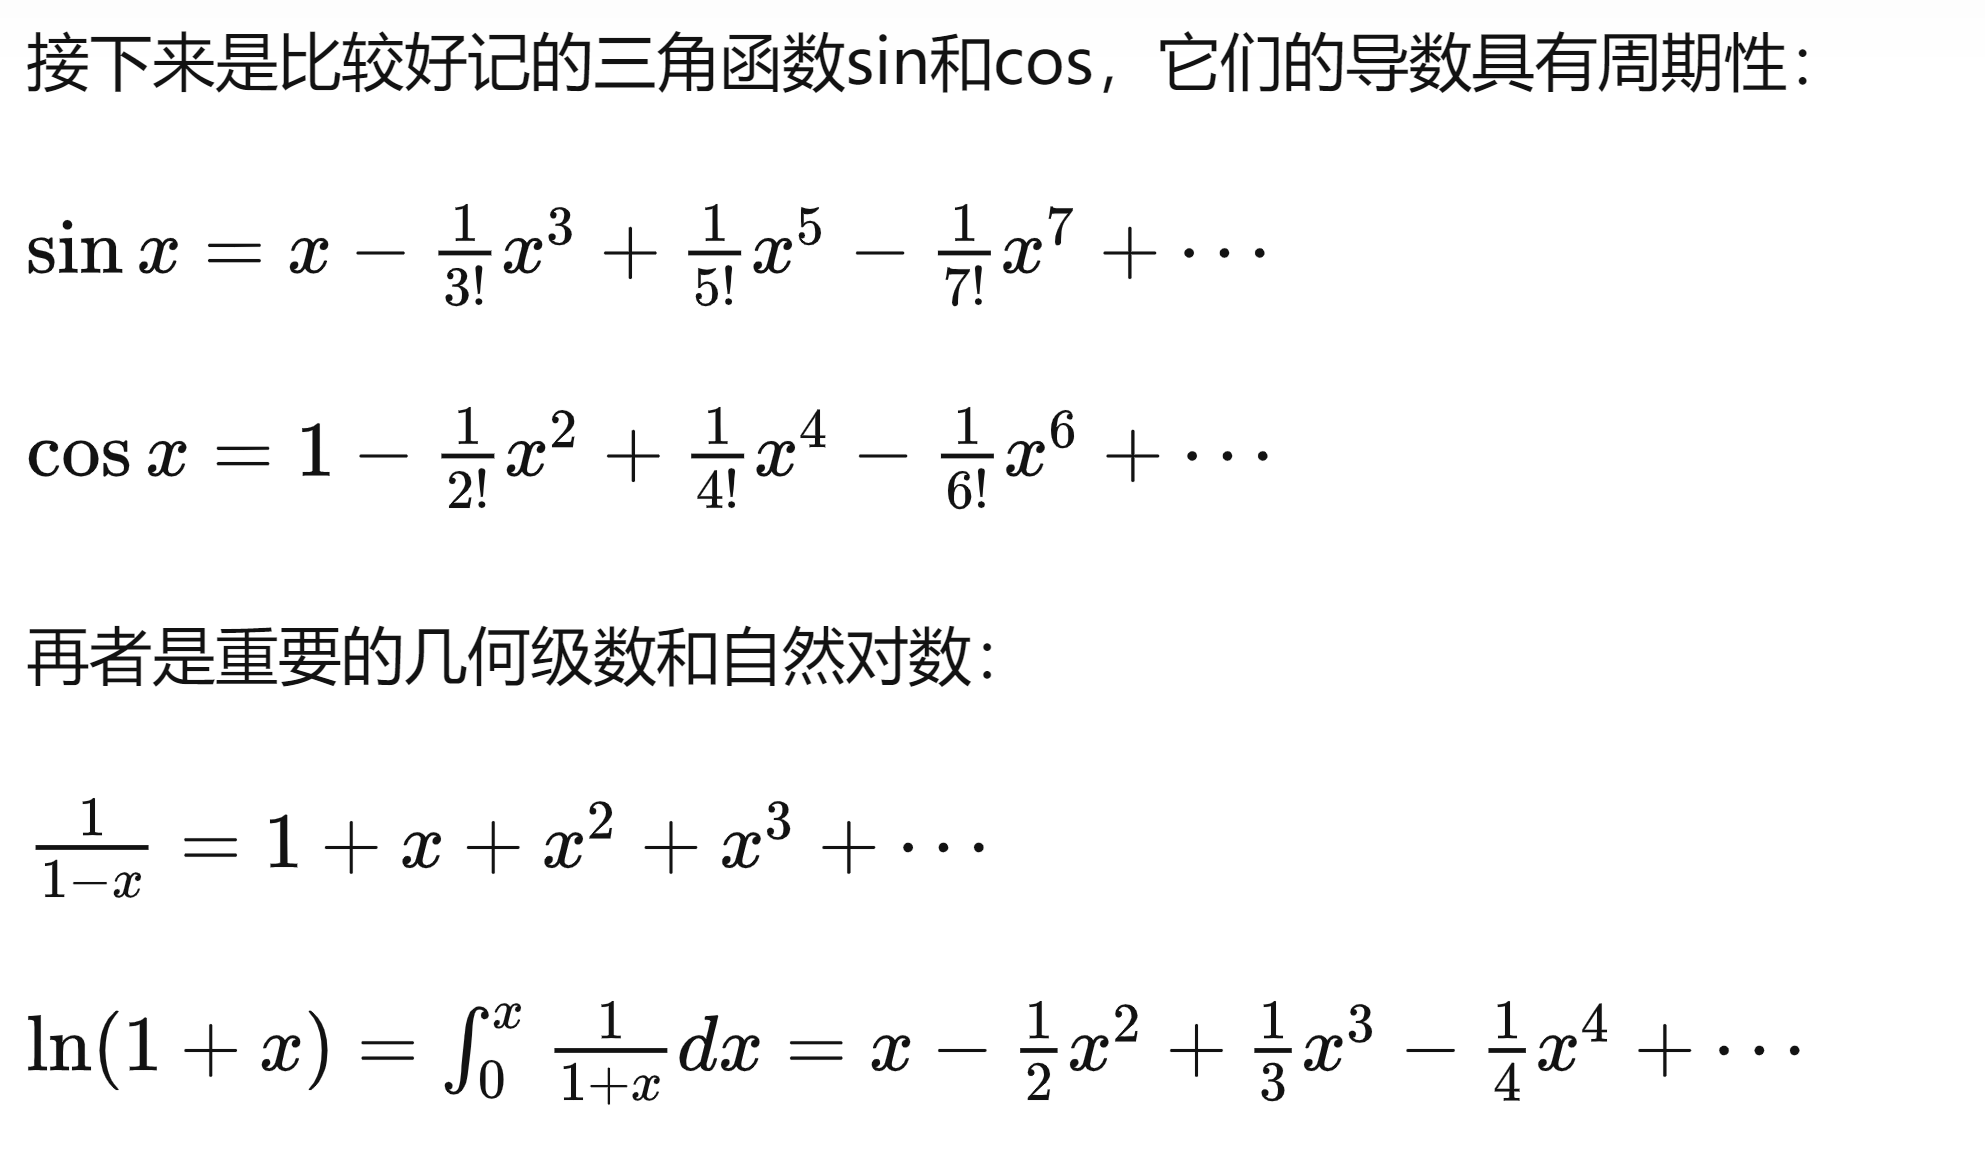 接下来是比较好记的三角函数sin和cos，它们的导数具有周期性：
$\sin x = x - \frac{1}{3!}x^3 + \frac{1}{5!}x^5 - \frac{1}{7!}x^7 + \cdots$
$\cos x = 1 - \frac{1}{2!}x^2 + \frac{1}{4!}x^4 - \frac{1}{6!}x^6 + \cdots$
再者是重要的几何级数和自然对数：
$\frac{1}{1-x} = 1 + x + x^2 + x^3 + \cdots$
$\ln(1 + x) = \int_0^x \frac{1}{1+x}dx = x - \frac{1}{2}x^2 + \frac{1}{3}x^3 - \frac{1}{4}x^4 + \cdots$